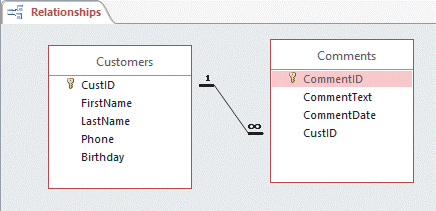 Relationships
Customers
CustID
FirstName
LastName
Phone
Birthday
1
∞
Comments
CommentID
CommentText
CommentDate
CustID